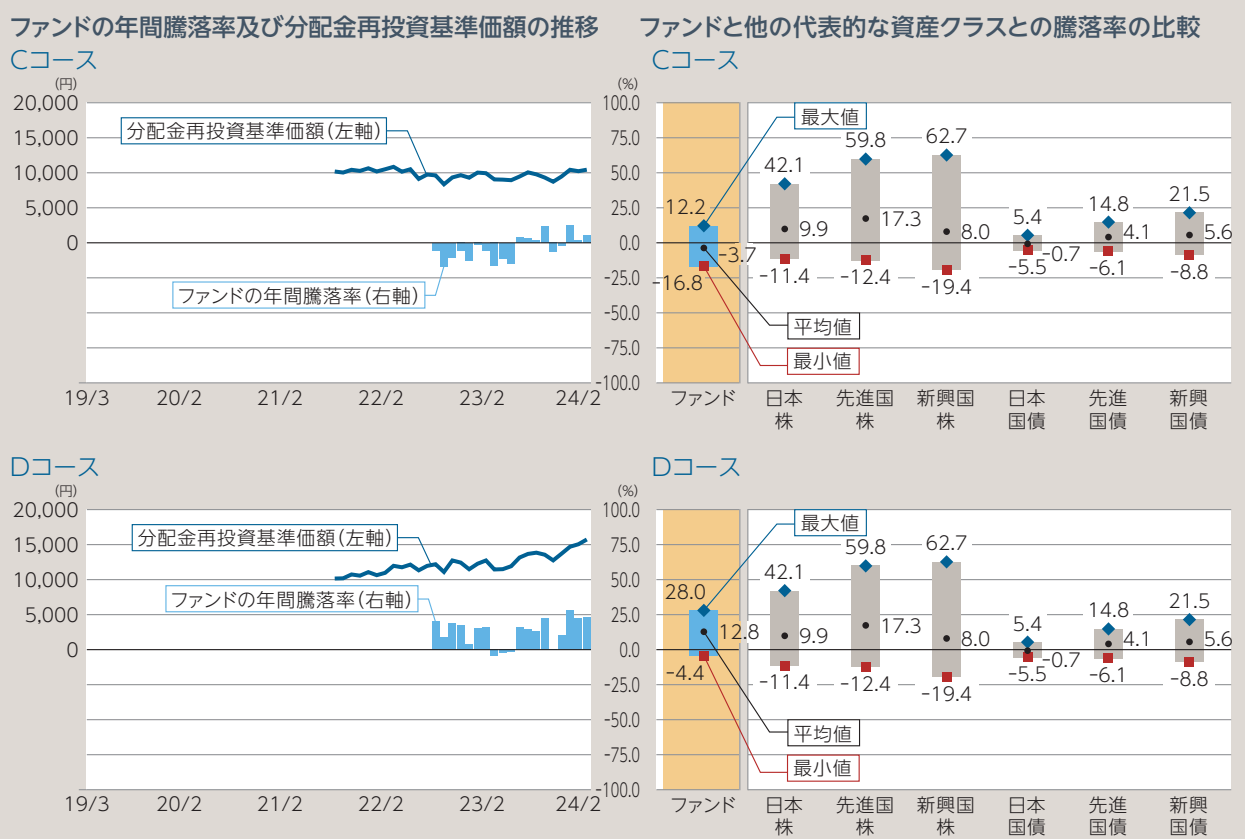 ファンドの年間騰落率及び分配金再投資基準価額の推移
Cコース
(円)
(%)
20,000
15,000
10,000
5,000
0
100.0
75.0
50.0
25.0
0.0
-25.0
-50.0
-75.0
-100.0
分配金再投資基準価額(左軸)
ファンドの年間騰落率(右軸)
19/3 20/2 21/2 22/2 23/2 24/2
ファンドと他の代表的な資産クラスとの騰落率の比較
Cコース
最大値
12.2 42.1 59.8 62.7 5.4 14.8 21.5
-3.7 9.9 17.3 8.0 -0.7 4.1 5.6
-16.8 -11.4 -12.4 -19.4 -5.5 -6.1 -8.8
平均値
最小値
ファンド 日本 先進国 新興国 日本 先進 新興
株 株 株 国債 国債 国債
Dコース
(円)
(%)
20,000
15,000
10,000
5,000
0
100.0
75.0
50.0
25.0
0.0
-25.0
-50.0
-75.0
-100.0
分配金再投資基準価額(左軸)
ファンドの年間騰落率(右軸)
19/3 20/2 21/2 22/2 23/2 24/2
Dコース
最大値
28.0 42.1 59.8 62.7 5.4 14.8 21.5
12.8 9.9 17.3 8.0 -0.7 4.1 5.6
-4.4 -11.4 -12.4 -19.4 -5.5 -6.1 -8.8
平均値
最小値
ファンド 日本 先進国 新興国 日本 先進 新興
株 株 株 国債 国債 国債